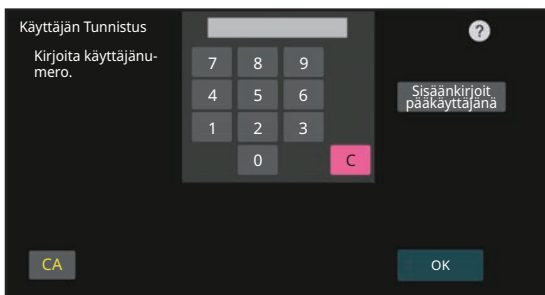 Käyttäjän Tunnistus
?
Kirjoita käyttäjänu-
mero.
7 8 9
4 5 6
Sisäänkirjoit
pääkäyttäjänä
1 2 3
0 C
CA
OK